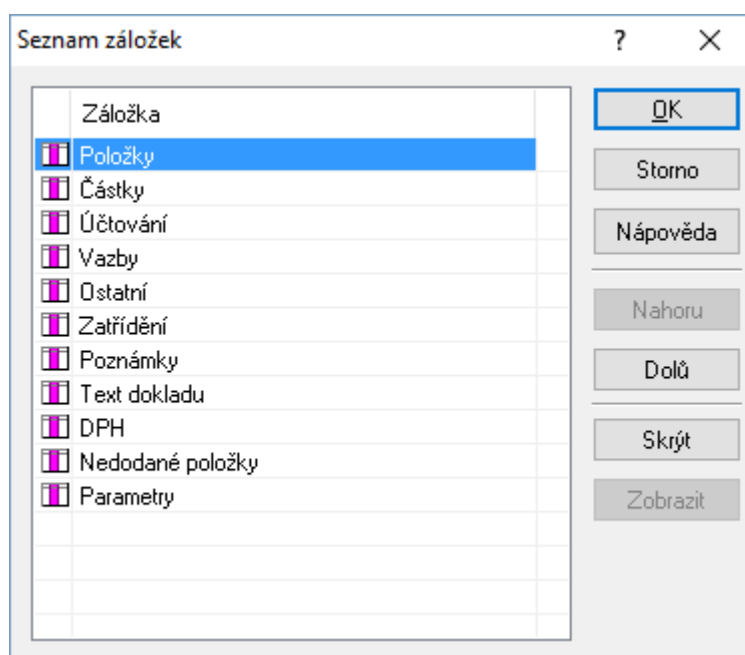 Seznam záložek
?
Záložka
Položky
Částky
Účtování
Vazby
Ostatní
Zatřídění
Poznámky
Text dokladu
DPH
Nedodané položky
Parametry
OK
Storno
Nápověda
Nahoru
Dolů
Skrýt
Zobrazit